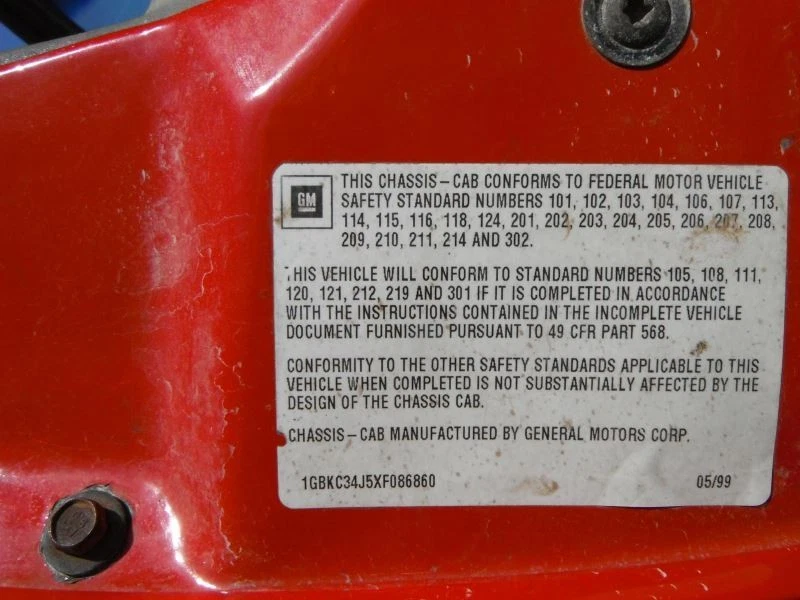 GM
THIS CHASSIS–CAB CONFORMS TO FEDERAL MOTOR VEHICLE
SAFETY STANDARD NUMBERS 101, 102, 103, 104, 106, 107, 113,
114, 115, 116, 118, 124, 201, 202, 203, 204, 205, 206, 207, 208,
209, 210, 211, 214 AND 302.
THIS VEHICLE WILL CONFORM TO STANDARD NUMBERS 105, 108, 111,
120, 121, 212, 219 AND 301 IF IT IS COMPLETED IN ACCORDANCE
WITH THE INSTRUCTIONS CONTAINED IN THE INCOMPLETE VEHICLE
DOCUMENT FURNISHED PURSUANT TO 49 CFR PART 568.
CONFORMITY TO THE OTHER SAFETY STANDARDS APPLICABLE TO THIS
VEHICLE WHEN COMPLETED IS NOT SUBSTANTIALLY AFFECTED BY THE
DESIGN OF THE CHASSIS CAB.
CHASSIS–CAB MANUFACTURED BY GENERAL MOTORS CORP.
1GBKC34J5XF086860 05/99